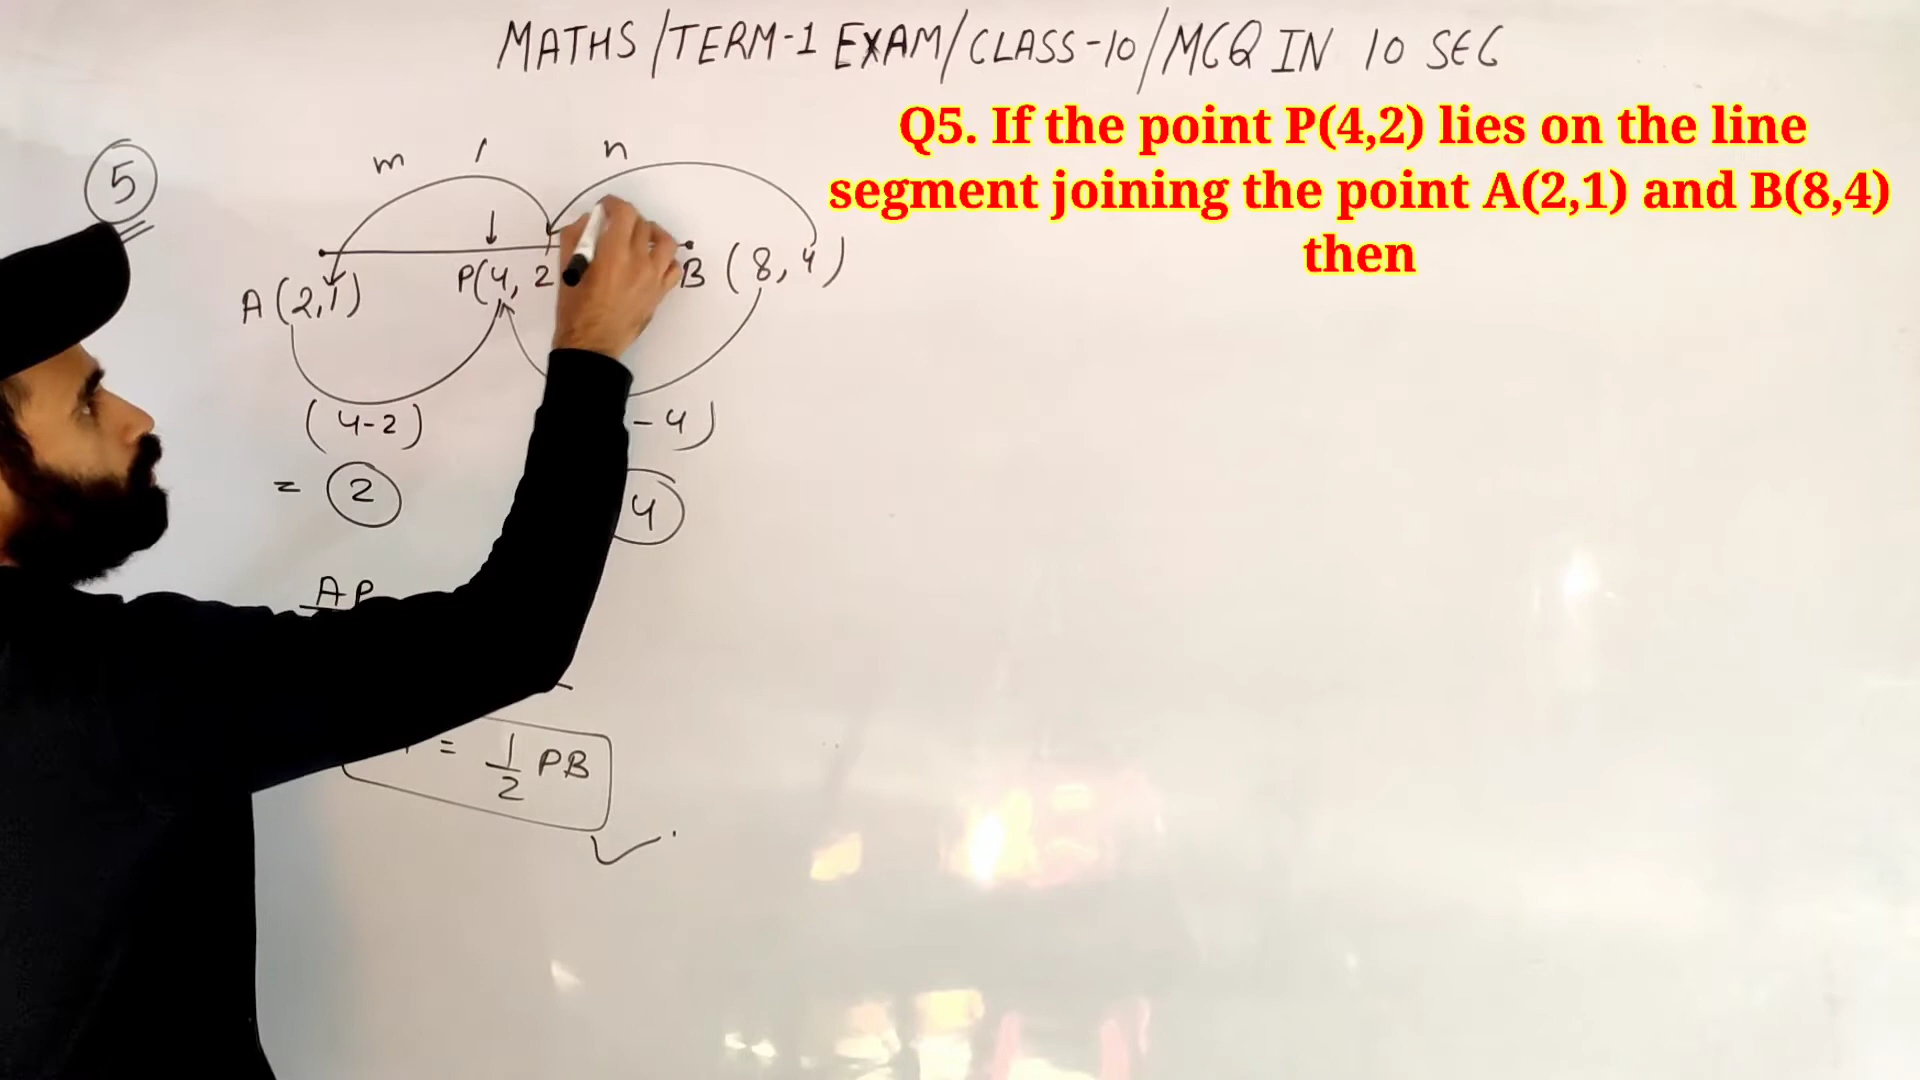 MATHS/TERM-1 EXAM/CLASS-10/MCQ IN 10 SEC
Q5. If the point P(4,2) lies on the line
segment joining the point A(2,1) and B(8,4)
then
5
m 1 n
A(2,1) P(4,2 B(8,4)
(4-2) -4)
= 2 4
AP
= 1/2 PB